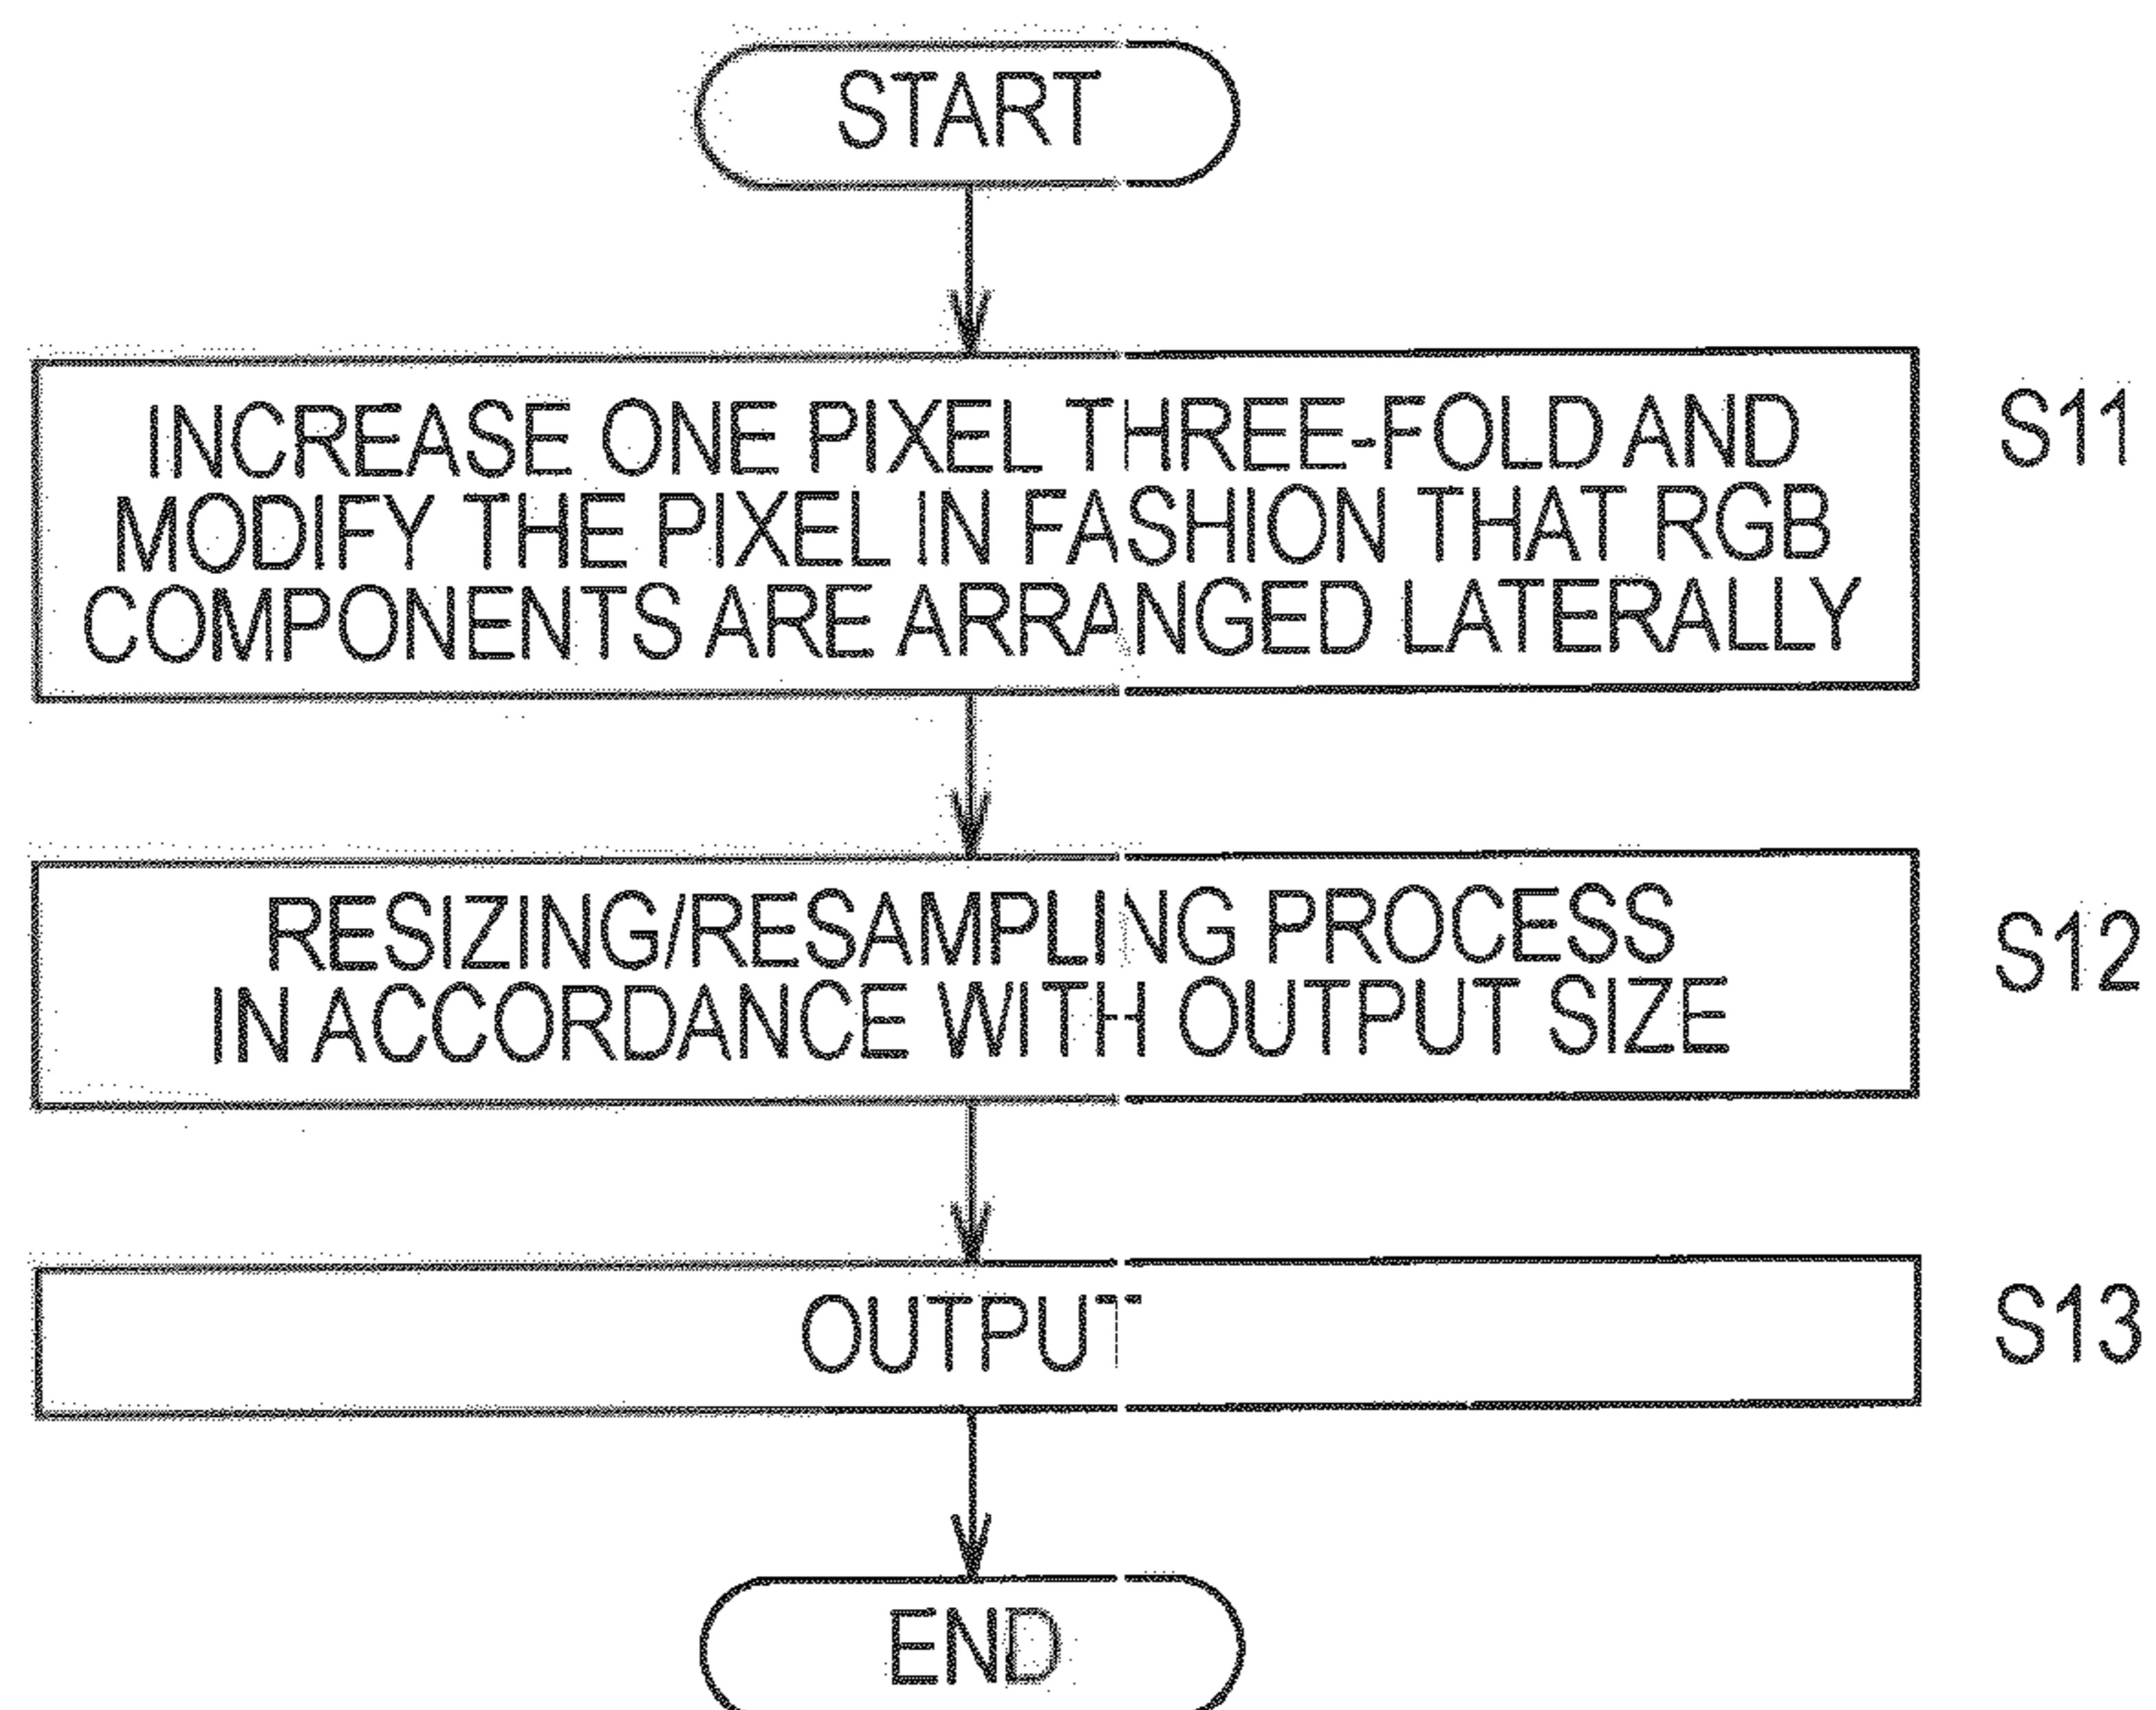 START
INCREASE ONE PIXEL THREE-FOLD AND
MODIFY THE PIXEL IN FASHION THAT RGB
COMPONENTS ARE ARRANGED LATERALLY
S11
RESIZING/RESAMPLING PROCESS
IN ACCORDANCE WITH OUTPUT SIZE
S12
OUTPUT
S13
END